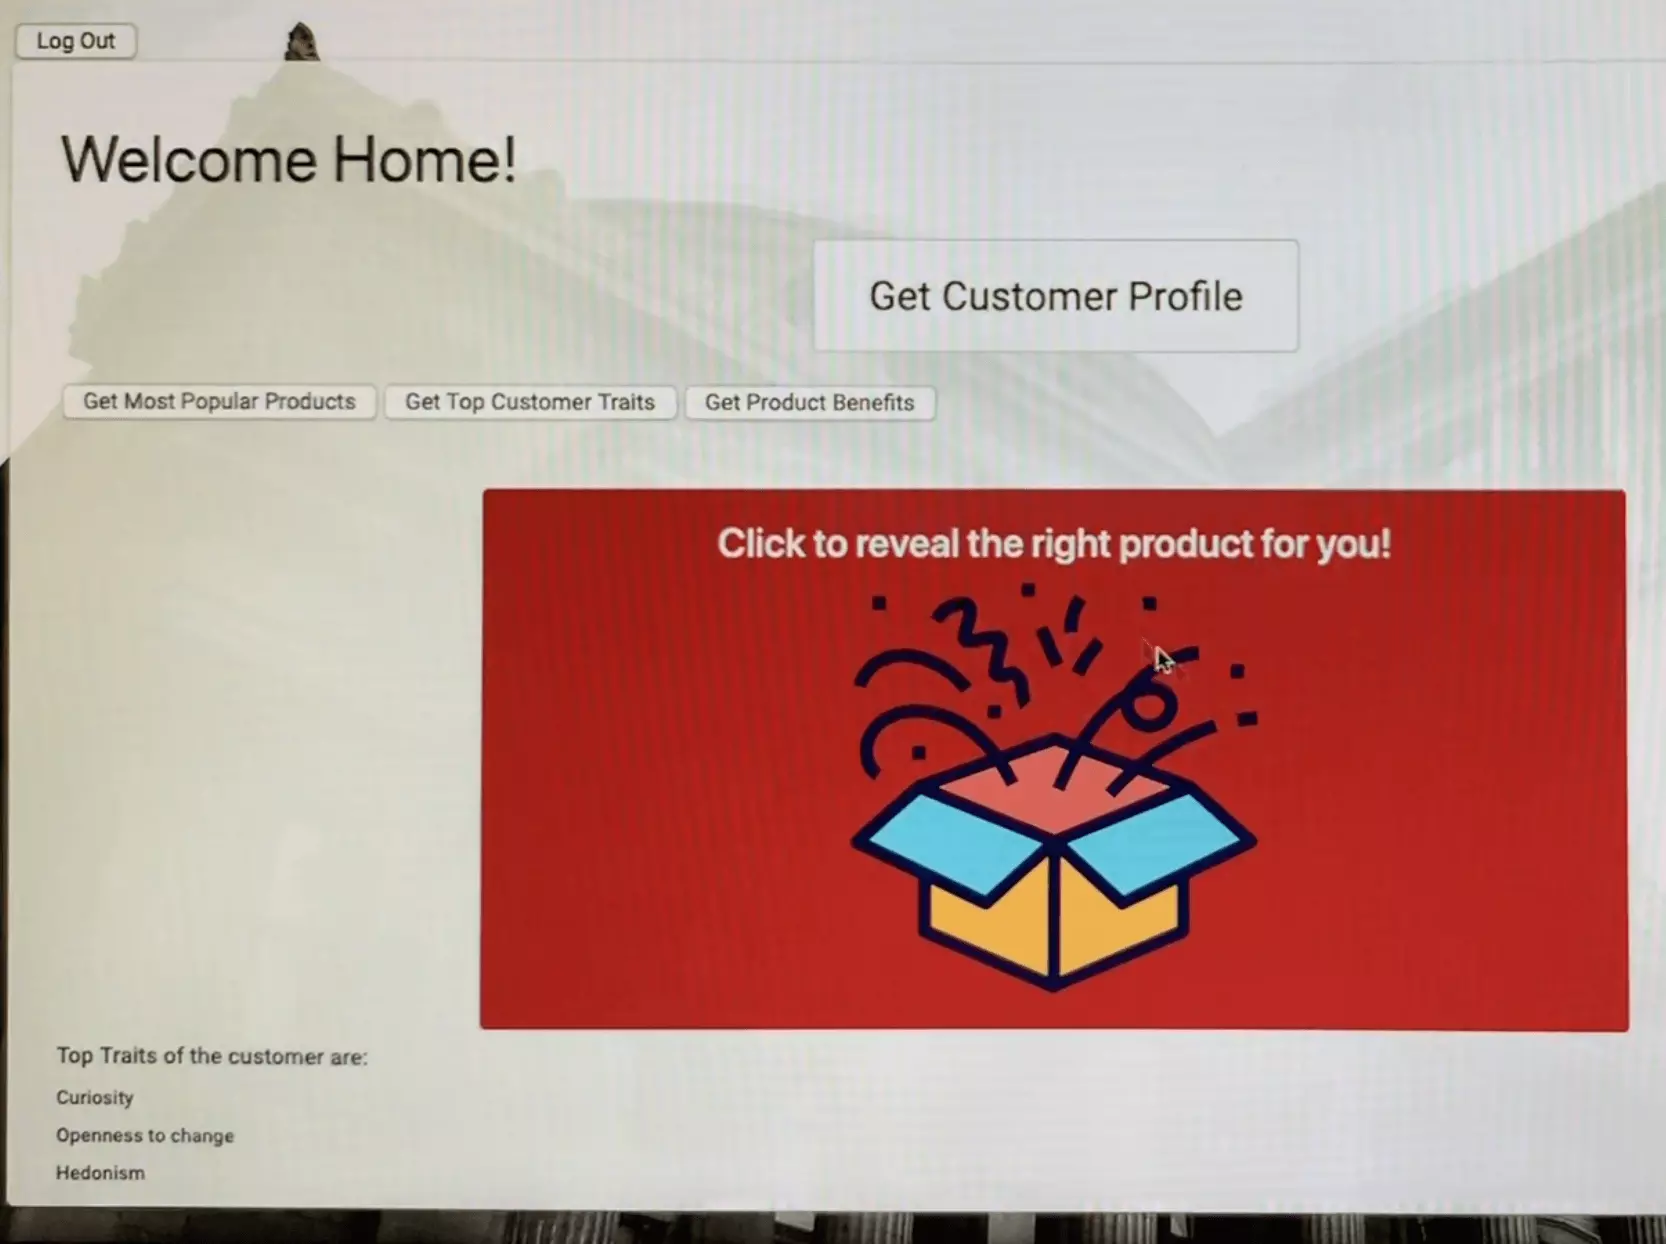 Log Out
Welcome Home!
Get Customer Profile
Get Most Popular Products Get Top Customer Traits Get Product Benefits
Click to reveal the right product for you!
Top Traits of the customer are:
Curiosity
Openness to change
Hedonism